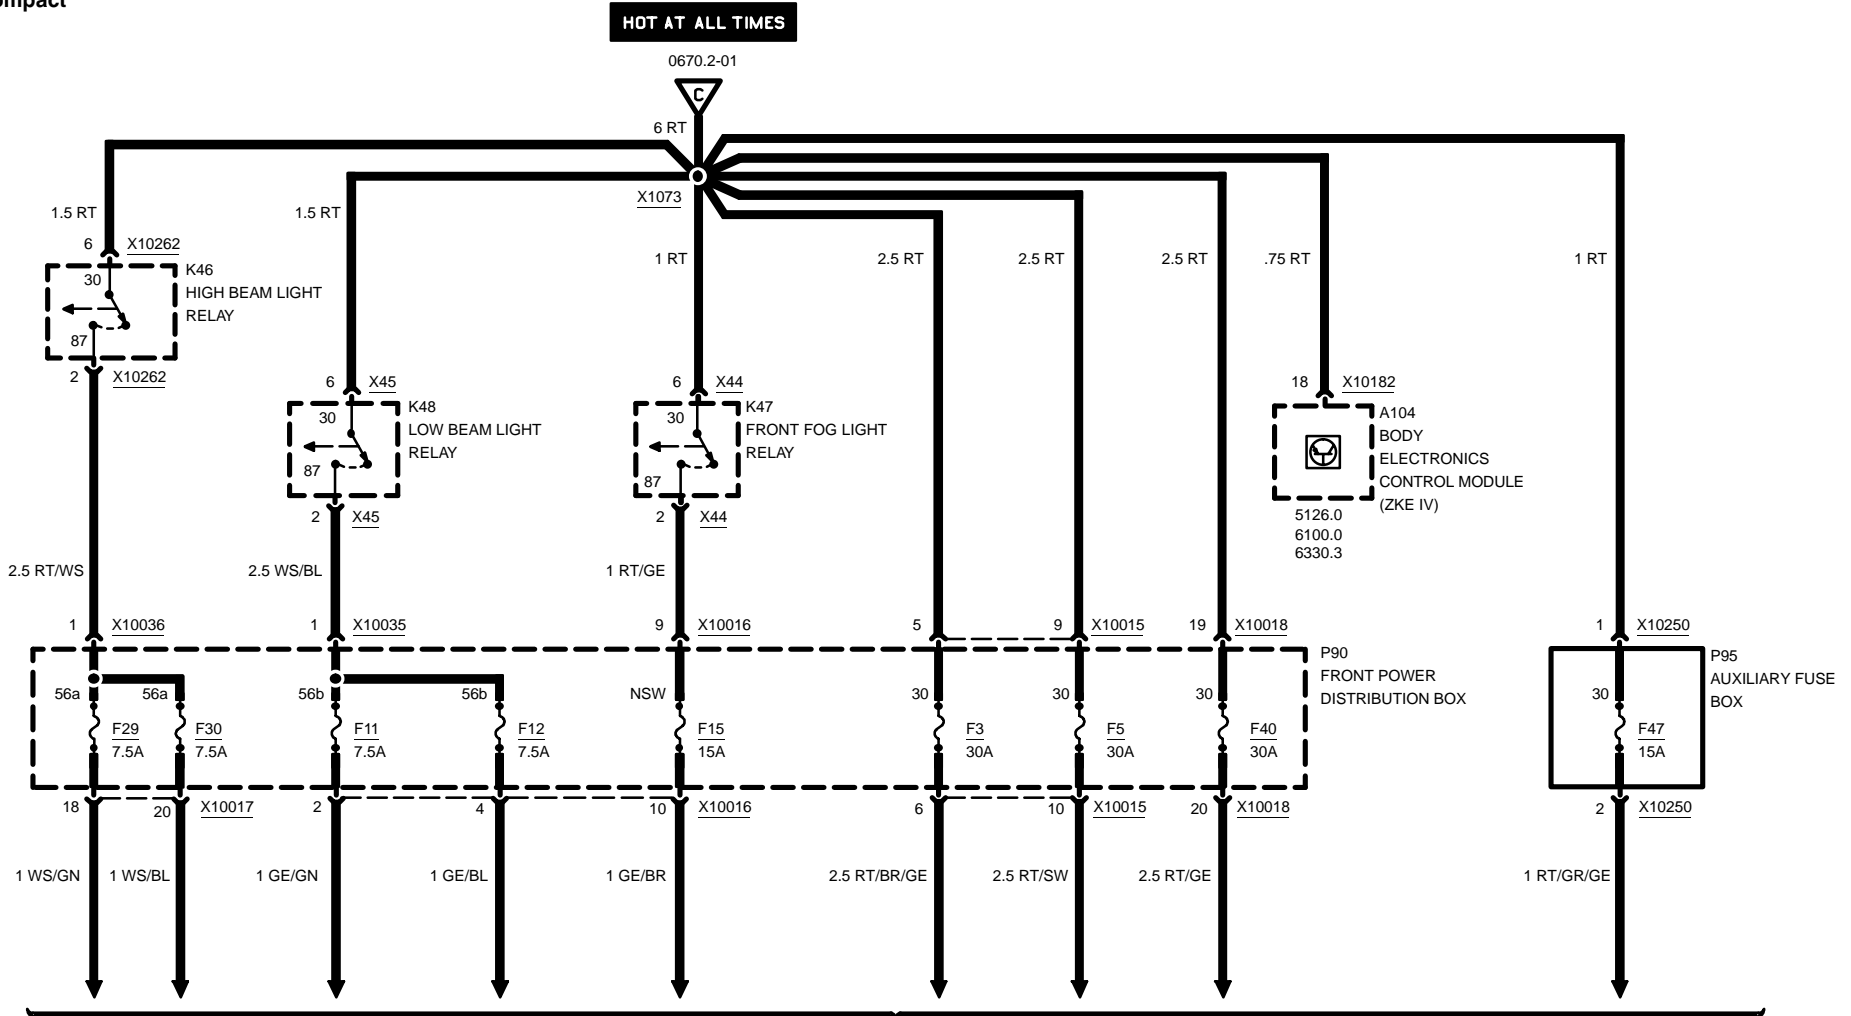 HOT AT ALL TIMES
0670.2-01
C
6 RT
X1073
1.5 RT
1.5 RT
1 RT
2.5 RT
2.5 RT
2.5 RT
.75 RT
1 RT
6 X10262
30
K46
HIGH BEAM LIGHT
RELAY
87
2 X10262
6 X45
30
K48
LOW BEAM LIGHT
RELAY
87
2 X45
6 X44
30
K47
FRONT FOG LIGHT
RELAY
87
2 X44
18 X10182
A104
BODY
ELECTRONICS
CONTROL MODULE
(ZKE IV)
5126.0
6100.0
6330.3
2.5 RT/WS
2.5 WS/BL
1 RT/GE
1 X10036
1 X10035
9 X10016
5
9 X10015
19 X10018
1 X10250
P90
FRONT POWER
DISTRIBUTION BOX
P95
AUXILIARY FUSE
BOX
56a
56a
56b
56b
NSW
30
30
30
30
F29
7.5A
F30
7.5A
F11
7.5A
F12
7.5A
F15
15A
F3
30A
F5
30A
F40
30A
F47
15A
18
20 X10017
2
4
10 X10016
6
10 X10015
20 X10018
2 X10250
1 WS/GN
1 WS/BL
1 GE/GN
1 GE/BL
1 GE/BR
2.5 RT/BR/GE
2.5 RT/SW
2.5 RT/GE
1 RT/GR/GE